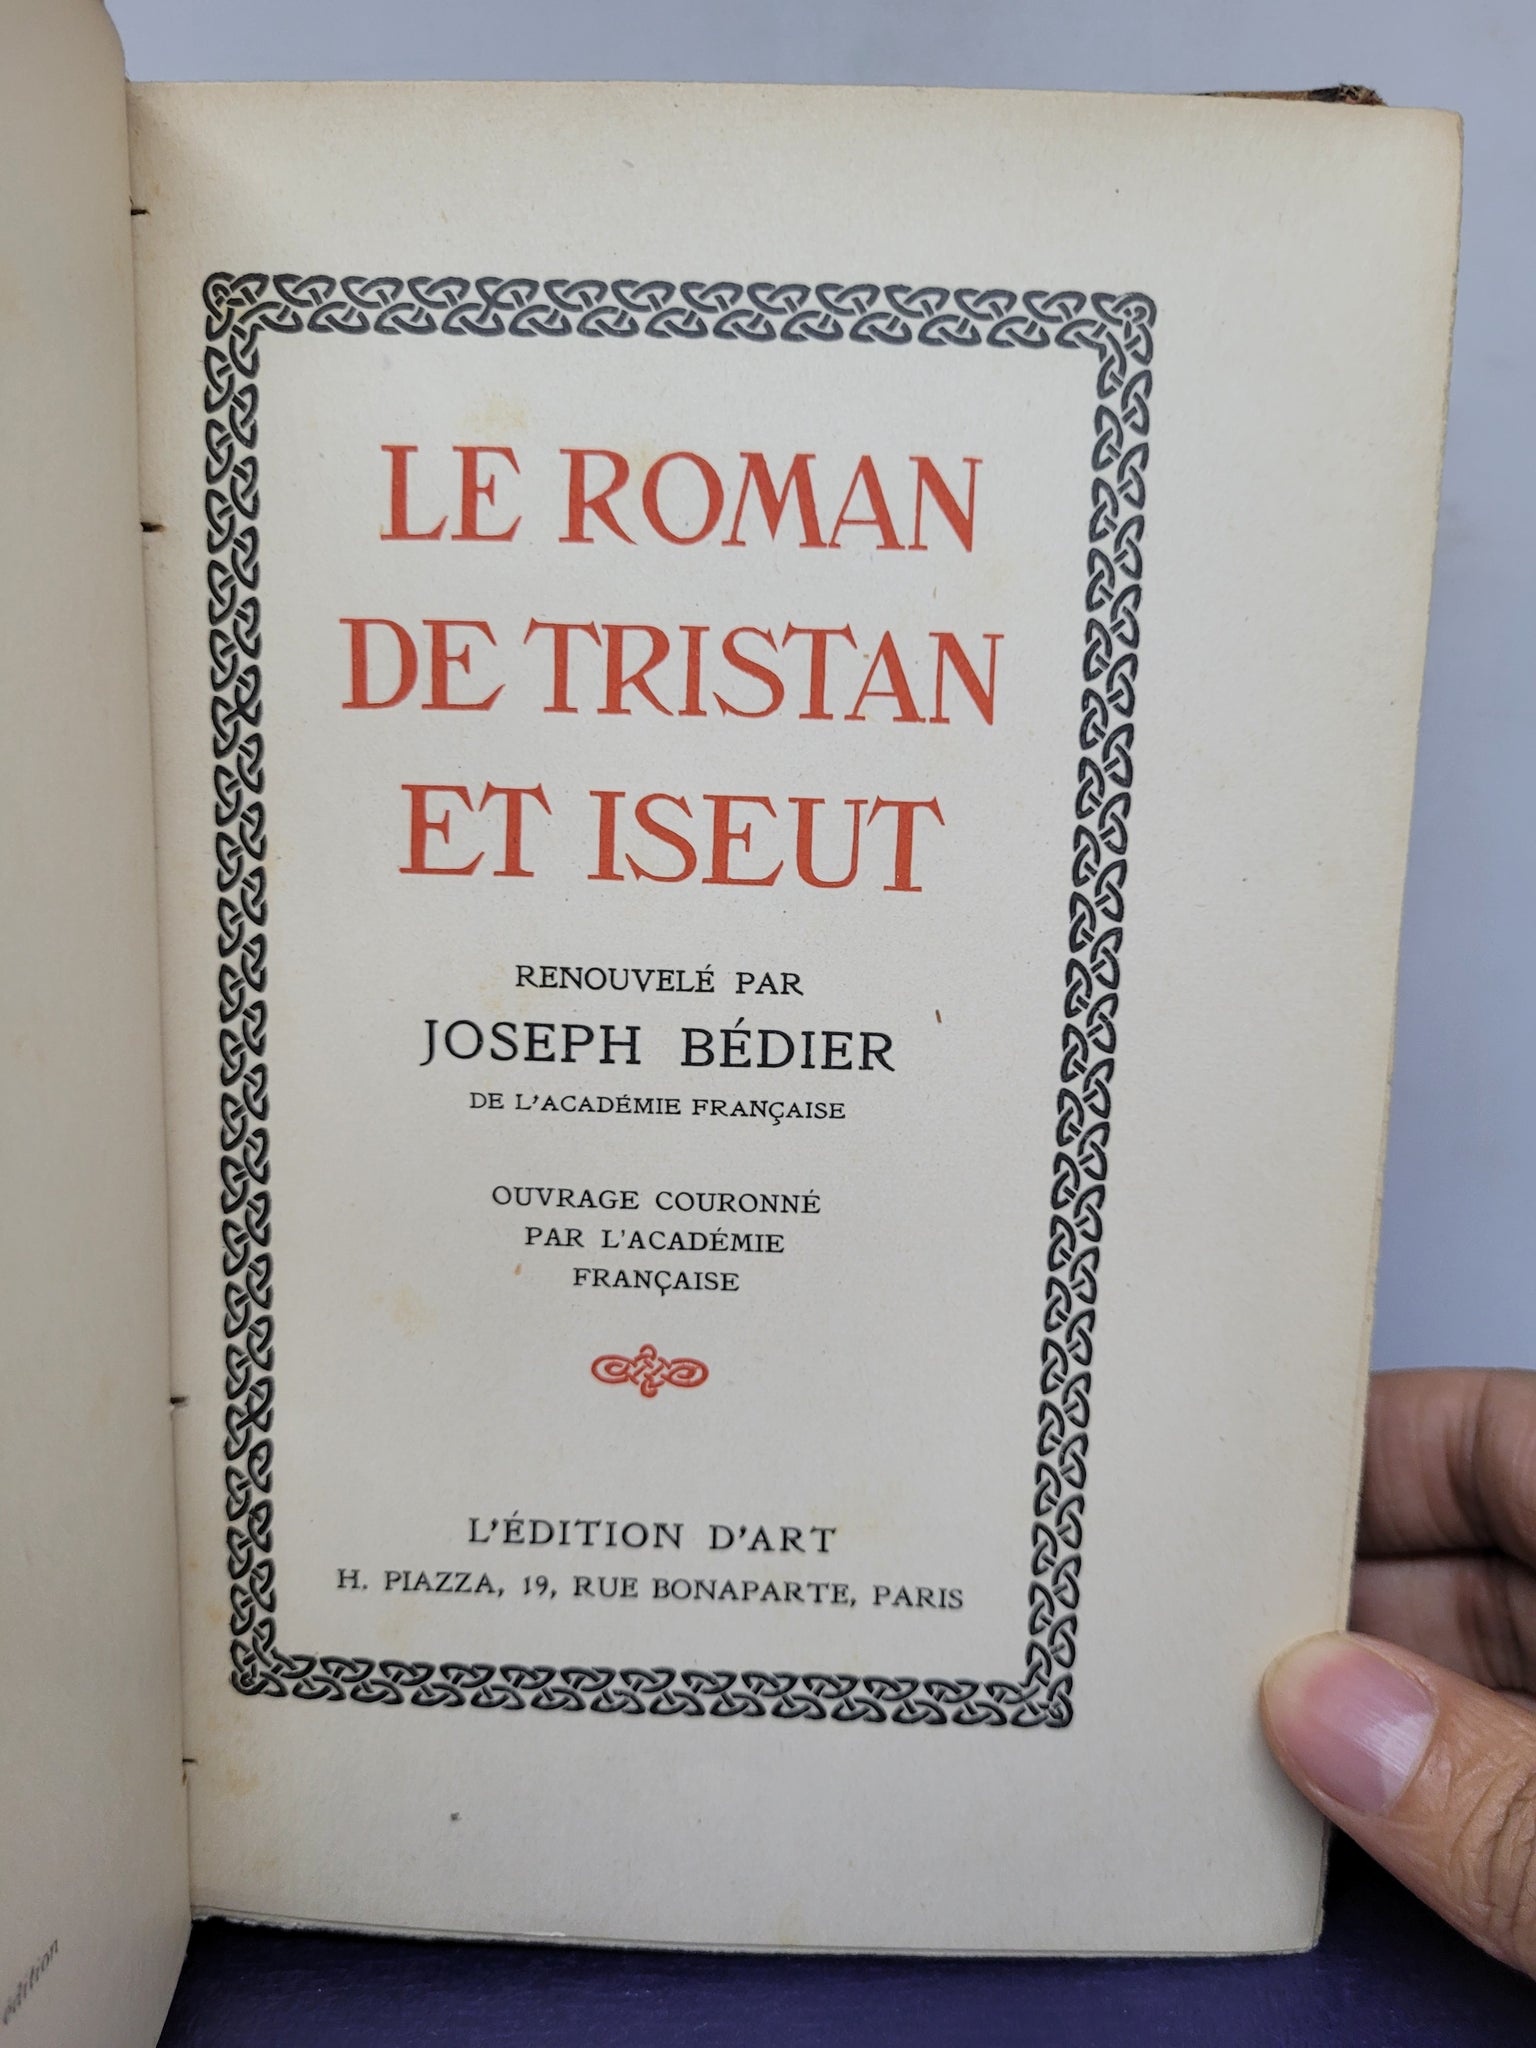 LE ROMAN
DE TRISTAN
ET ISEUT
RENOUVELÉ PAR
JOSEPH BÉDIER
DE L'ACADÉMIE FRANÇAISE
OUVRAGE COURONNÉ
PAR L'ACADÉMIE
FRANÇAISE
L'ÉDITION D'ART
H. PIAZZA, 19, RUE BONAPARTE, PARIS
édition